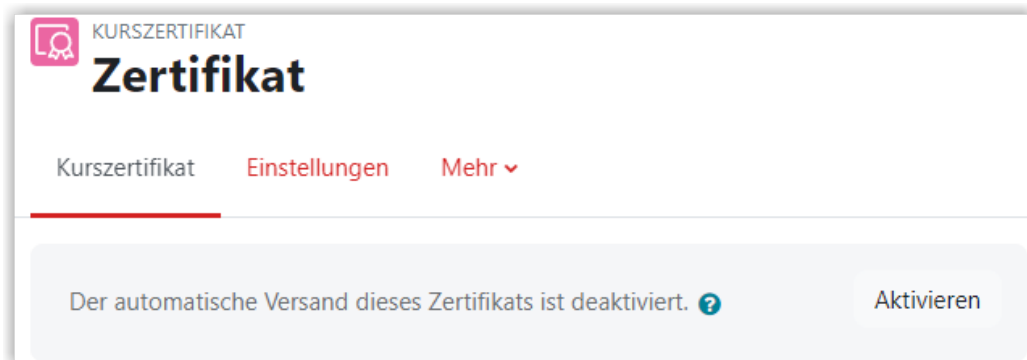 KURSZERTIFIKAT
Zertifikat
Kurszertifikat Einstellungen Mehr
Der automatische Versand dieses Zertifikats ist deaktiviert. ? Aktivieren